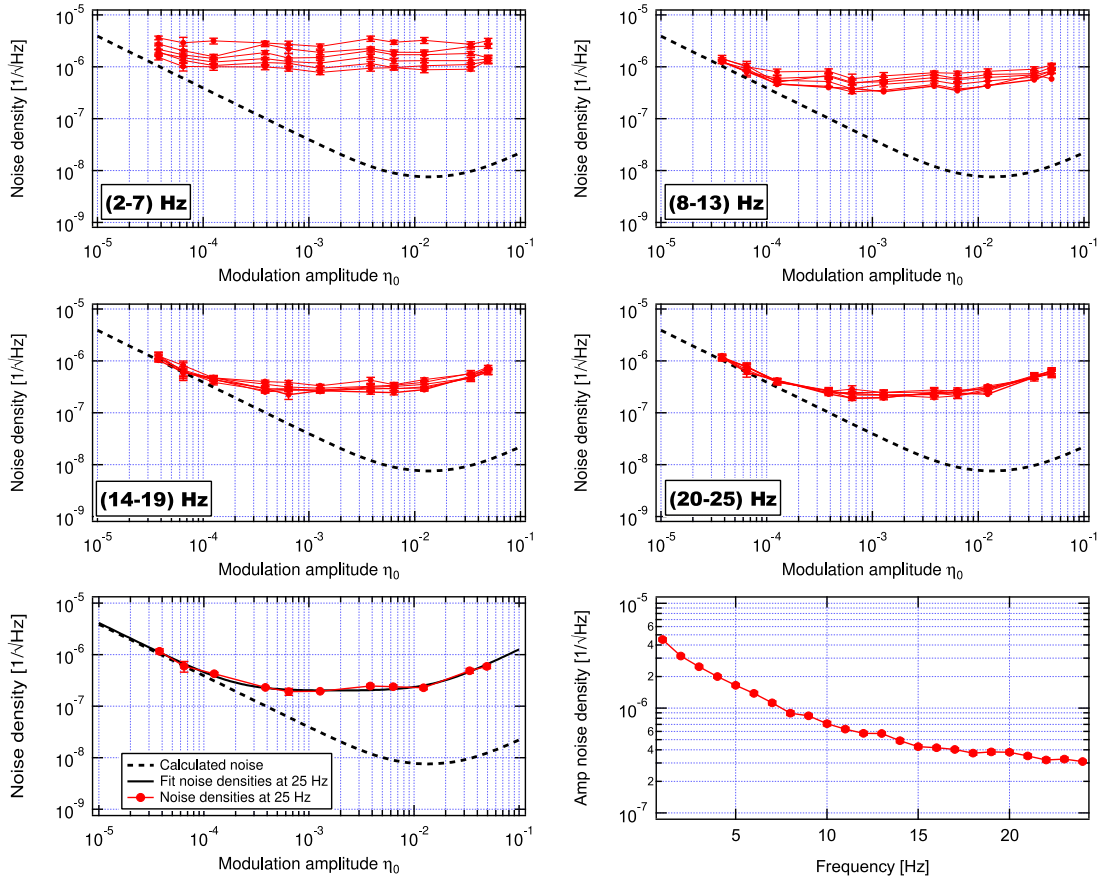 10⁻⁵
10⁻⁶
10⁻⁷
10⁻⁸
10⁻⁹
Noise density [1/√Hz]
(2-7) Hz
10⁻⁵ 10⁻⁴ 10⁻³ 10⁻² 10⁻¹
Modulation amplitude η₀
10⁻⁵
10⁻⁶
10⁻⁷
10⁻⁸
10⁻⁹
Noise density [1/√Hz]
(8-13) Hz
10⁻⁵ 10⁻⁴ 10⁻³ 10⁻² 10⁻¹
Modulation amplitude η₀
10⁻⁵
10⁻⁶
10⁻⁷
10⁻⁸
10⁻⁹
Noise density [1/√Hz]
(14-19) Hz
10⁻⁵ 10⁻⁴ 10⁻³ 10⁻² 10⁻¹
Modulation amplitude η₀
10⁻⁵
10⁻⁶
10⁻⁷
10⁻⁸
10⁻⁹
Noise density [1/√Hz]
(20-25) Hz
10⁻⁵ 10⁻⁴ 10⁻³ 10⁻² 10⁻¹
Modulation amplitude η₀
10⁻⁵
10⁻⁶
10⁻⁷
10⁻⁸
10⁻⁹
Noise density [1/√Hz]
Calculated noise
Fit noise densities at 25 Hz
Noise densities at 25 Hz
10⁻⁵ 10⁻⁴ 10⁻³ 10⁻² 10⁻¹
Modulation amplitude η₀
10⁻⁵
6
4
2
10⁻⁶
6
4
2
10⁻⁷
Amp noise density [1/√Hz]
5 10 15 20
Frequency [Hz]